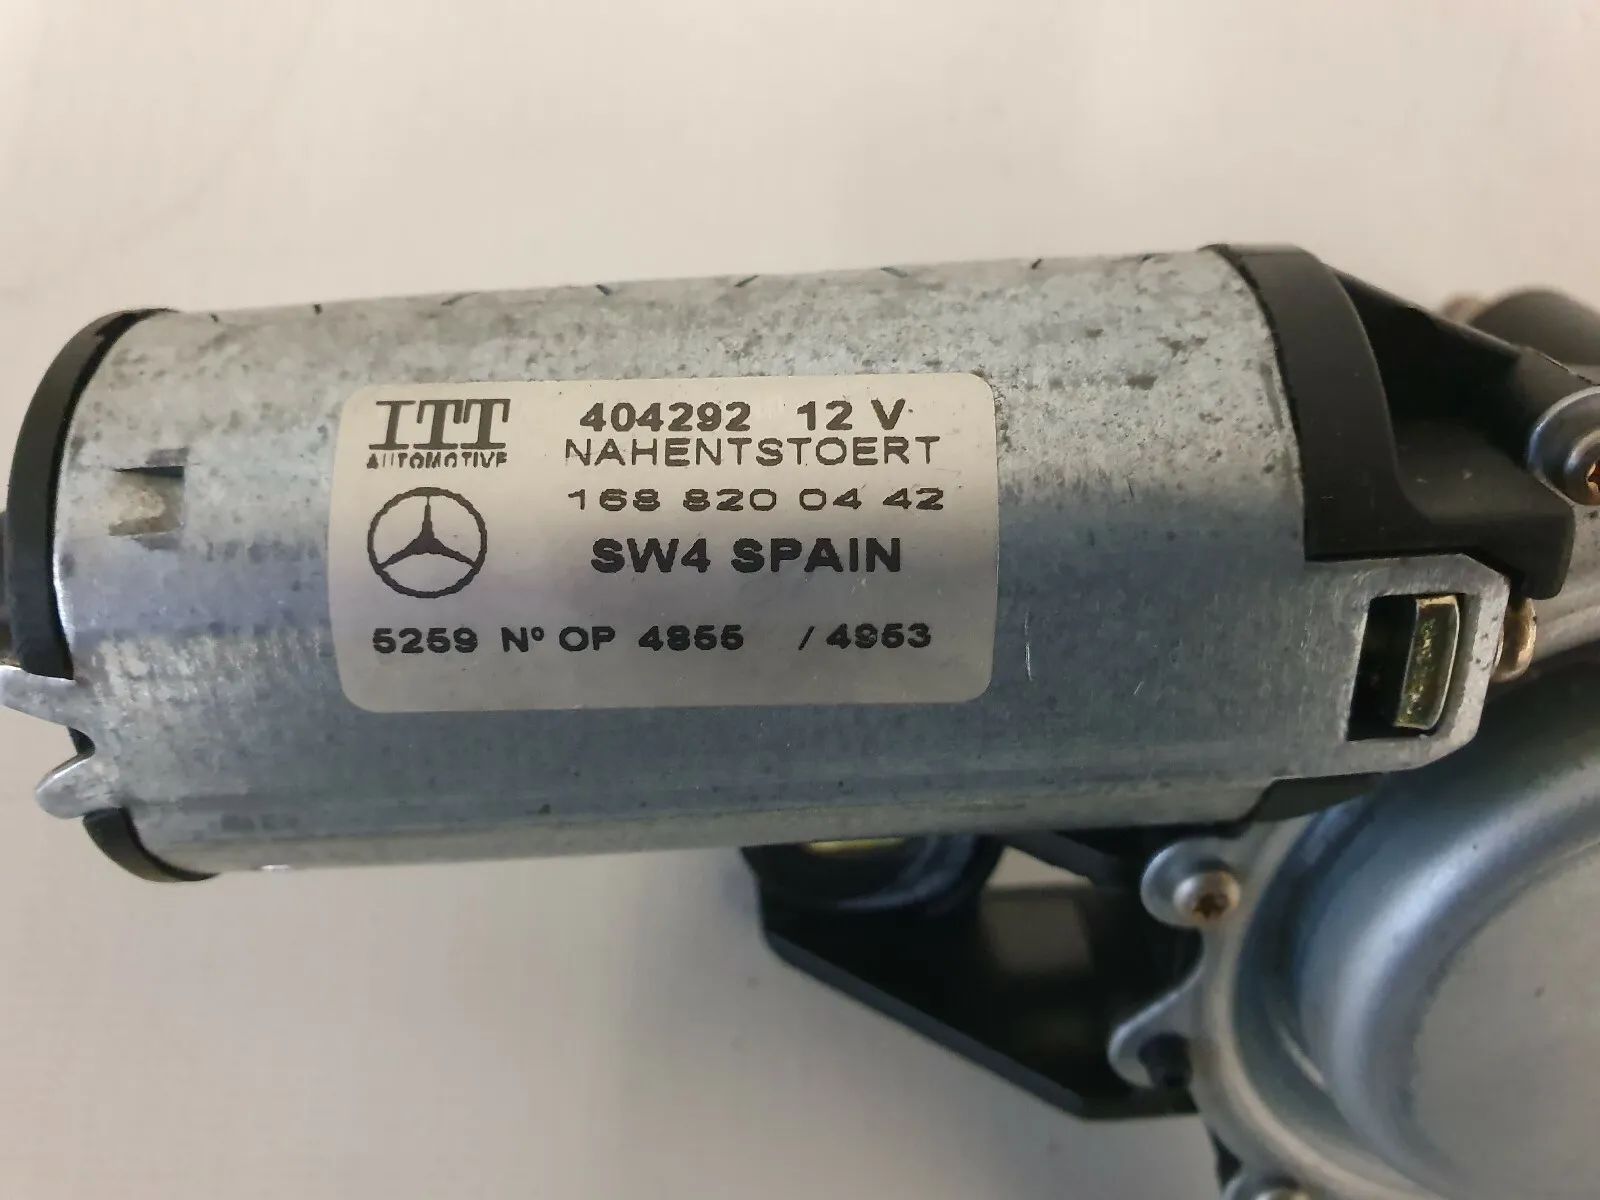 ITT 404292 12 V
AUTOMOTIVE NAHENTSTOERT
168 820 04 42
SW4 SPAIN
5259 Nº OP 4855 / 4953